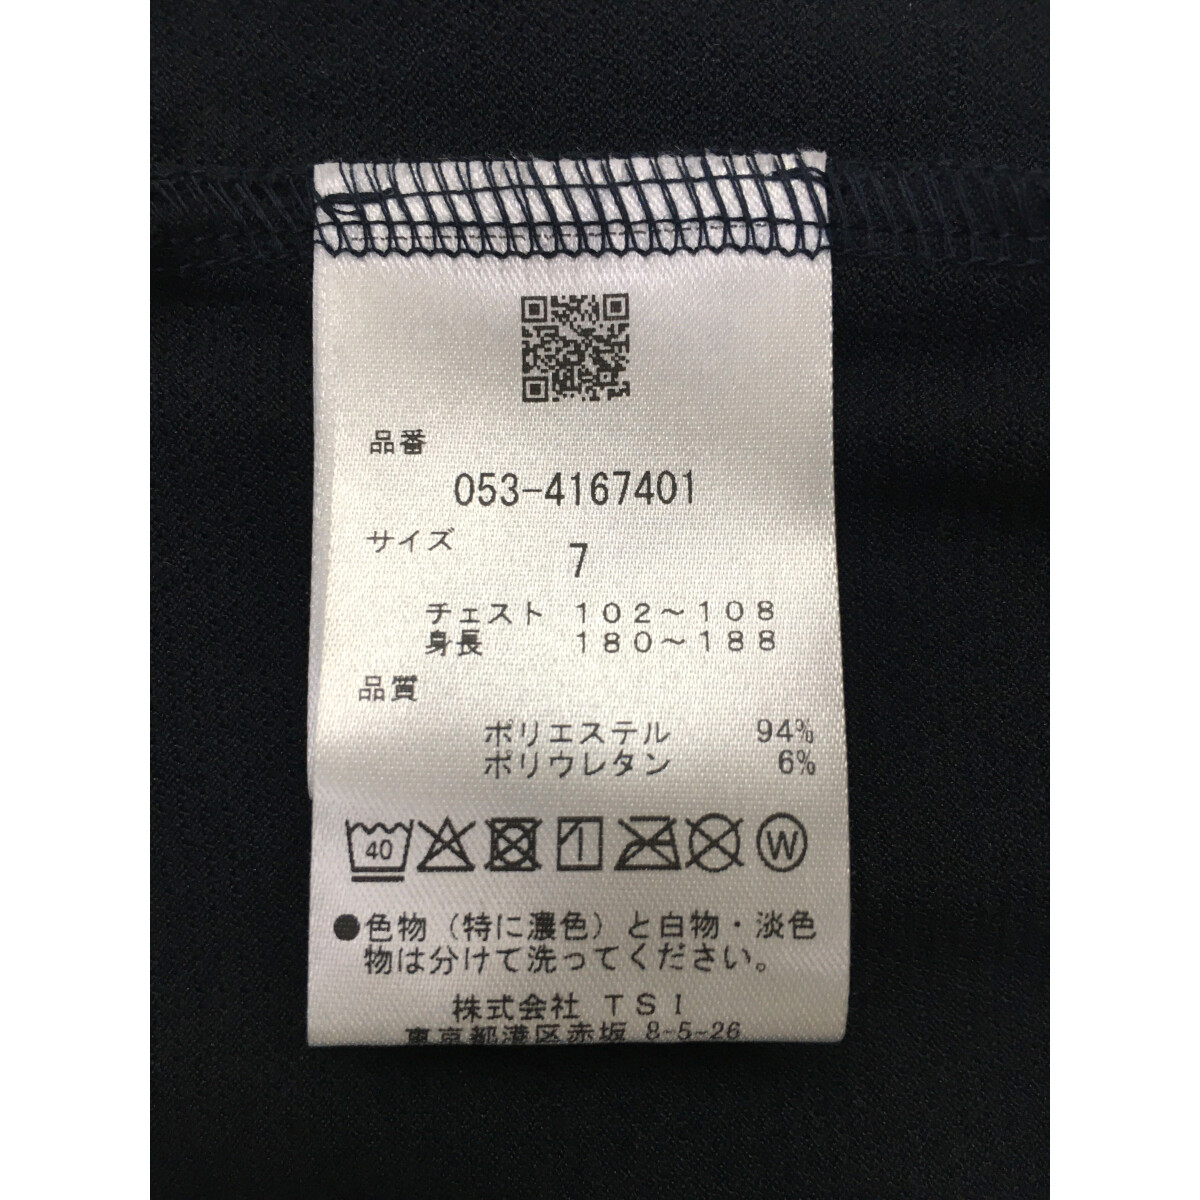 品番
053-4167401
サイズ
7
チェスト 102～108
身長 180～188
品質
ポリエステル 94%
ポリウレタン 6%
40 1 W
●色物（特に濃色）と白物・淡色
物は分けて洗ってください。
株式会社 TSI
東京都港区赤坂 8-5-26